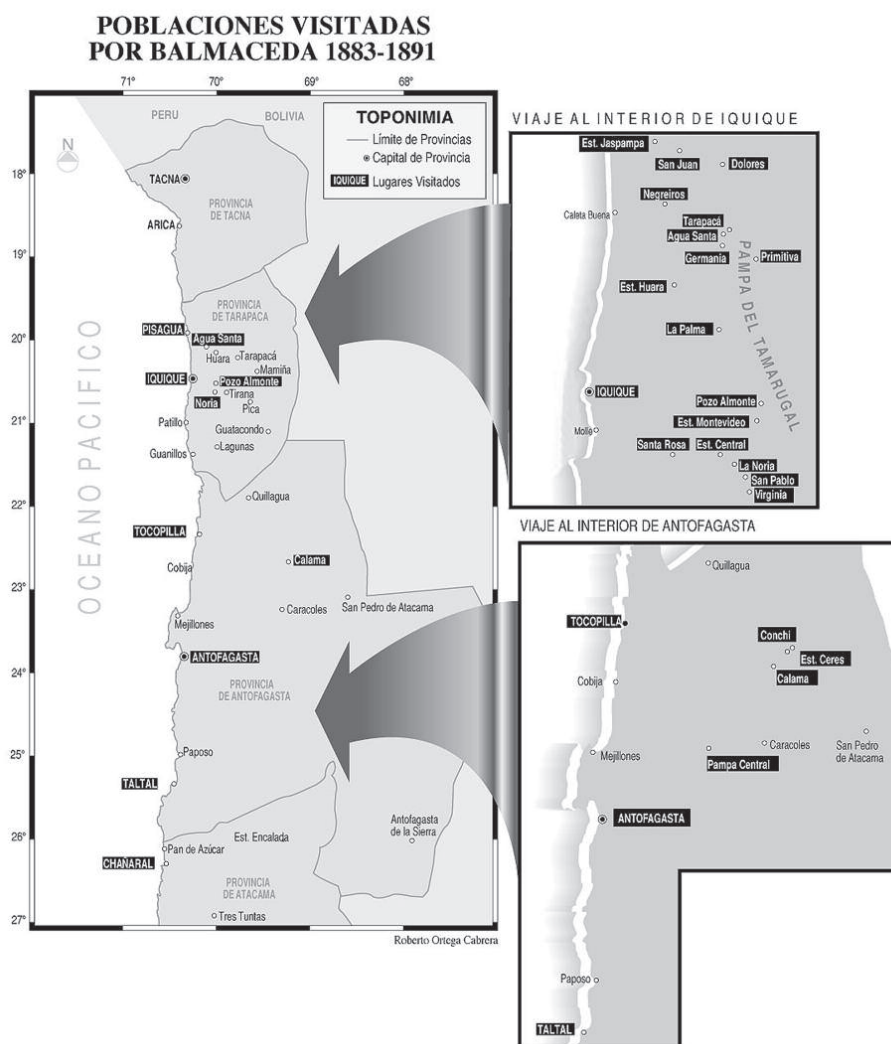 POBLACIONES VISITADAS
POR BALMACEDA 1883-1891
71°
70°
69°
68°
PERU
BOLIVIA
TOPONIMIA
Límite de Provincias
Capital de Provincia
IQUIQUE Lugares Visitados
N
18°
19°
20°
21°
22°
23°
24°
25°
26°
27°
OCEANO PACIFICO
TACNA
PROVINCIA
DE TACNA
ARICA
PROVINCIA
DE TARAPACA
PISAGUA
Agua Santa
Huara
Tarapacá
Mamiña
IQUIQUE
Pozo Almonte
Tirana
Noria
Pica
Patillo
Guatacondo
Lagunas
Guanillos
Quillagua
TOCOPILLA
Calama
Cobija
Caracoles
San Pedro de Atacama
Mejillones
ANTOFAGASTA
PROVINCIA
DE ANTOFAGASTA
Paposo
TALTAL
Antofagasta
de la Sierra
Est. Encalada
Pan de Azúcar
CHAÑARAL
PROVINCIA
DE ATACAMA
Tres Tuntas
Roberto Ortega Cabrera
VIAJE AL INTERIOR DE IQUIQUE
Est. Jaspampa
San Juan
Dolores
Negreiros
Caleta Buena
Tarapacá
Agua Santa
Germania
Primitiva
Est. Huara
PAMPA DEL TAMARUGAL
La Palma
IQUIQUE
Pozo Almonte
Est. Montevideo
Molle
Santa Rosa
Est. Central
La Noria
San Pablo
Virginia
VIAJE AL INTERIOR DE ANTOFAGASTA
Quillagua
TOCOPILLA
Conchi
Est. Ceres
Calama
Cobija
Caracoles
San Pedro
de Atacama
Mejillones
Pampa Central
ANTOFAGASTA
Paposo
TALTAL